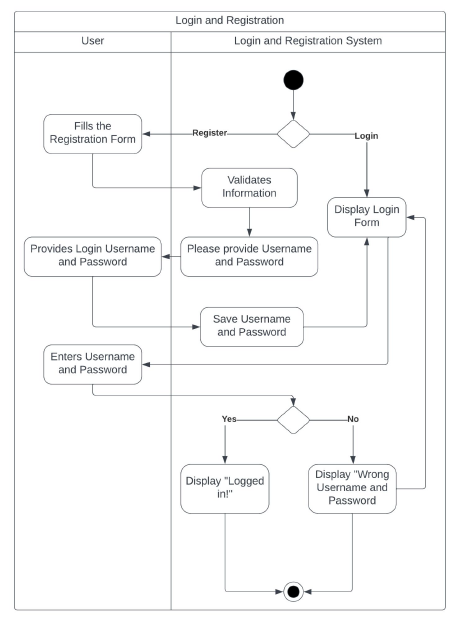 Login and Registration
User
Login and Registration System
Register
Login
Fills the
Registration Form
Validates
Information
Display Login
Form
Provides Login Username
and Password
Please provide Username
and Password
Save Username
and Password
Enters Username
and Password
Yes
No
Display "Logged
in!"
Display "Wrong
Username and
Password